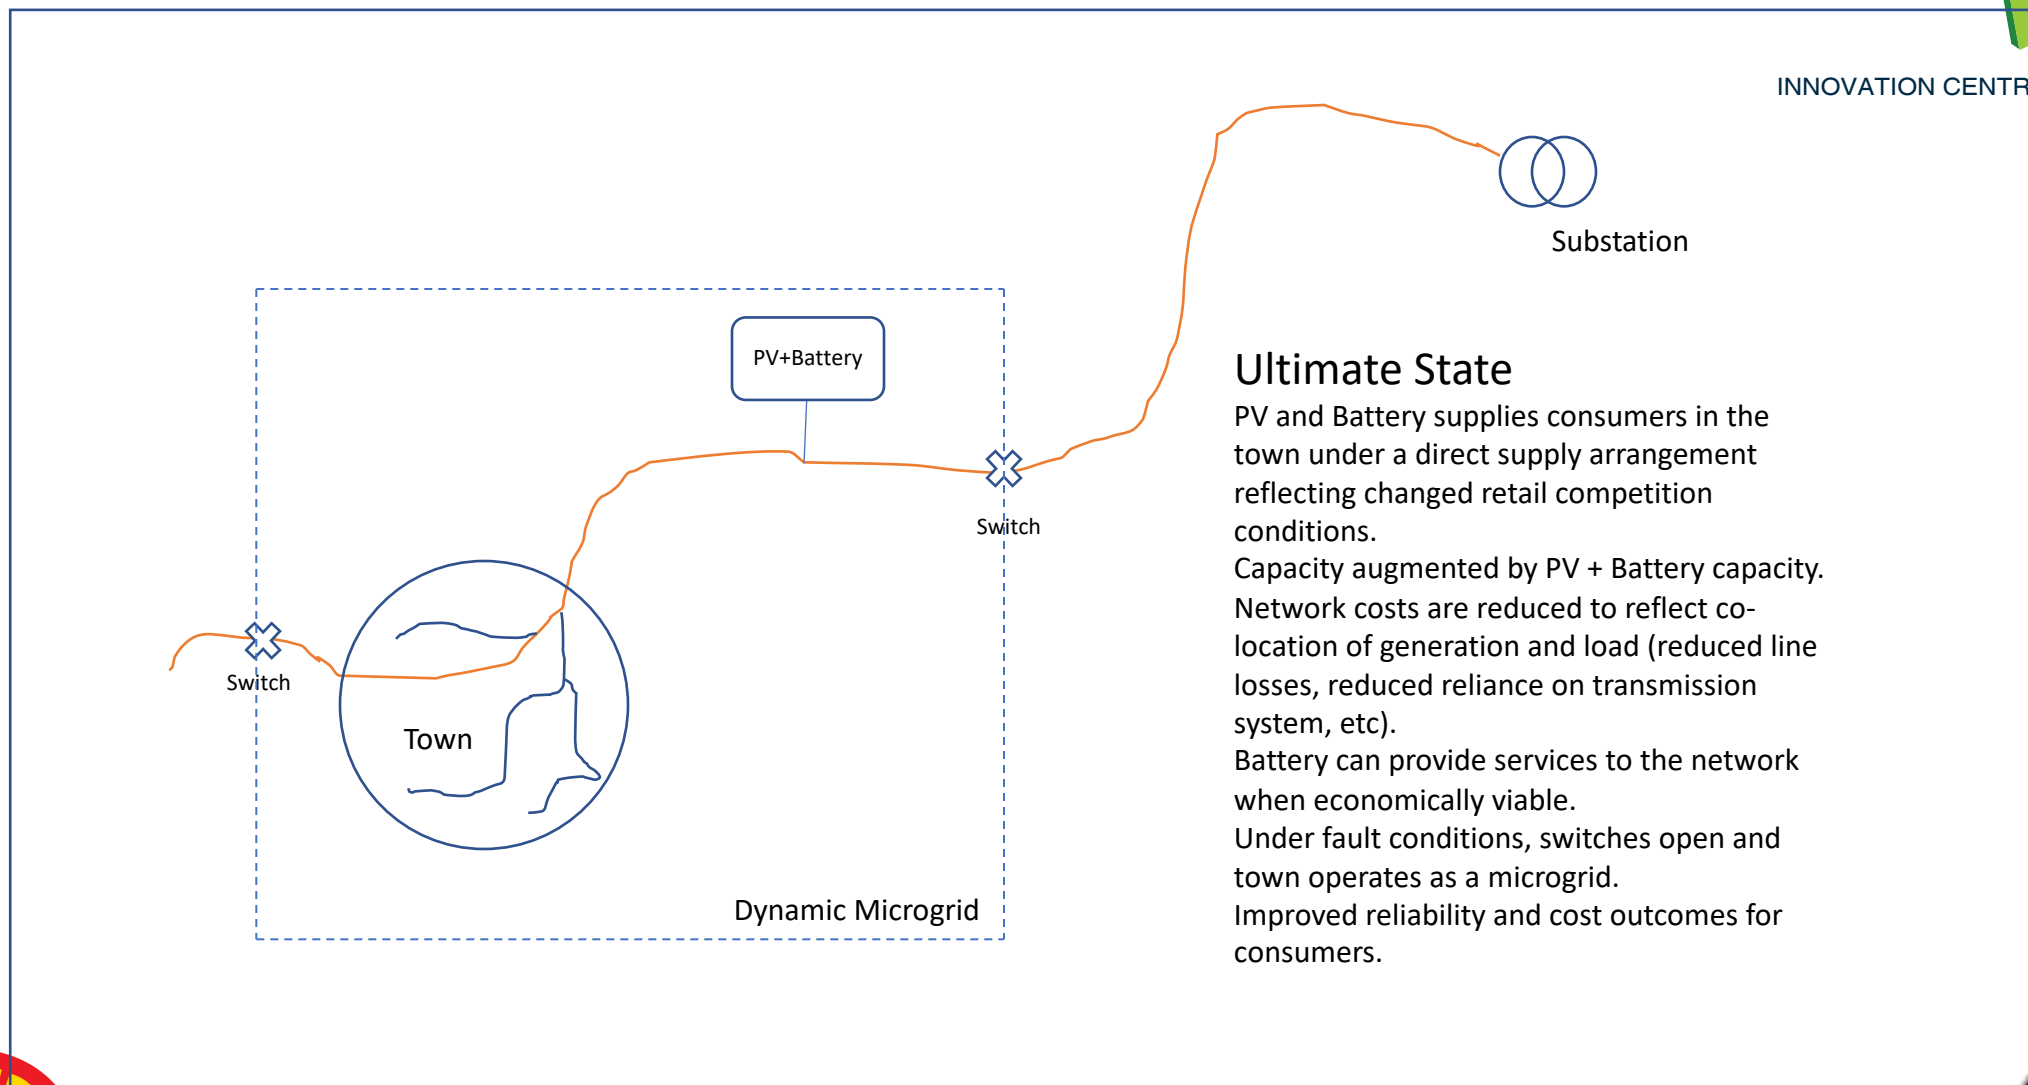 INNOVATION CENTR
Substation
PV+Battery
Switch
Switch
Town
Dynamic Microgrid
Ultimate State
PV and Battery supplies consumers in the
town under a direct supply arrangement
reflecting changed retail competition
conditions.
Capacity augmented by PV + Battery capacity.
Network costs are reduced to reflect co-
location of generation and load (reduced line
losses, reduced reliance on transmission
system, etc).
Battery can provide services to the network
when economically viable.
Under fault conditions, switches open and
town operates as a microgrid.
Improved reliability and cost outcomes for
consumers.